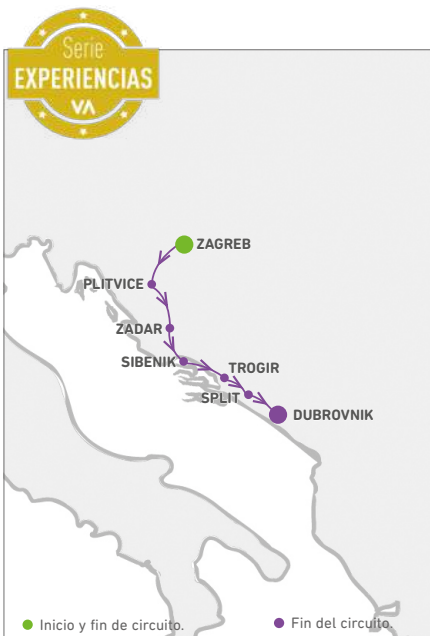 Serie
EXPERIENCIAS
VA
ZAGREB
PLITVICE
ZADAR
SIBENIK
TROGIR
SPLIT
DUBROVNIK
Inicio y fin de circuito.
Fin del circuito.